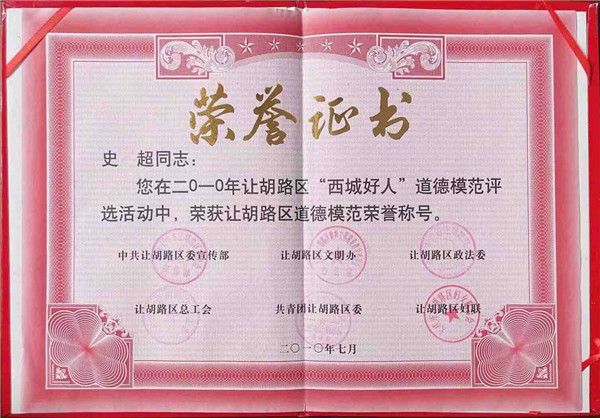 荣誉证书
史 超同志：
您在二0一0年让胡路区“西城好人”道德模范评
选活动中，荣获让胡路区道德模范荣誉称号。
中共让胡路区委宣传部 让胡路区文明办 让胡路区政法委
让胡路区总工会 共青团让胡路区委 让胡路区妇联
二〇一〇年七月